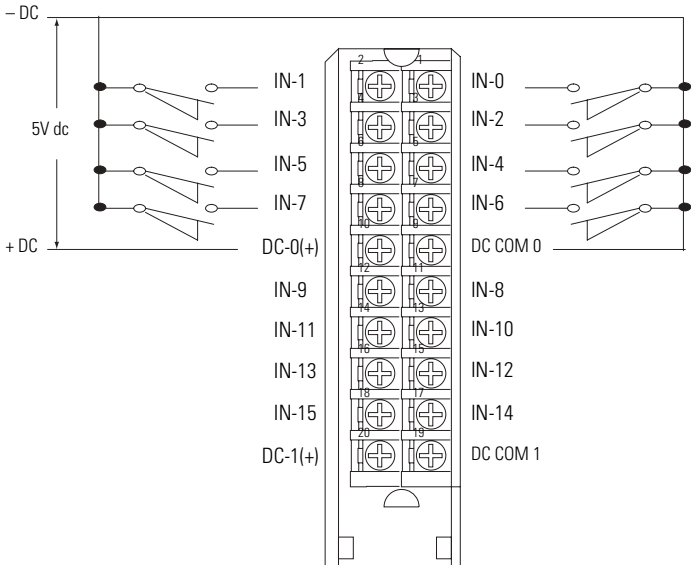 – DC
2 1
IN-1 IN-0
4 3
5V dc IN-3 IN-2
6 5
IN-5 IN-4
8 7
IN-7 IN-6
10 9
+ DC DC-0(+) DC COM 0
12 11
IN-9 IN-8
14 13
IN-11 IN-10
16 15
IN-13 IN-12
18 17
IN-15 IN-14
20 19
DC-1(+) DC COM 1